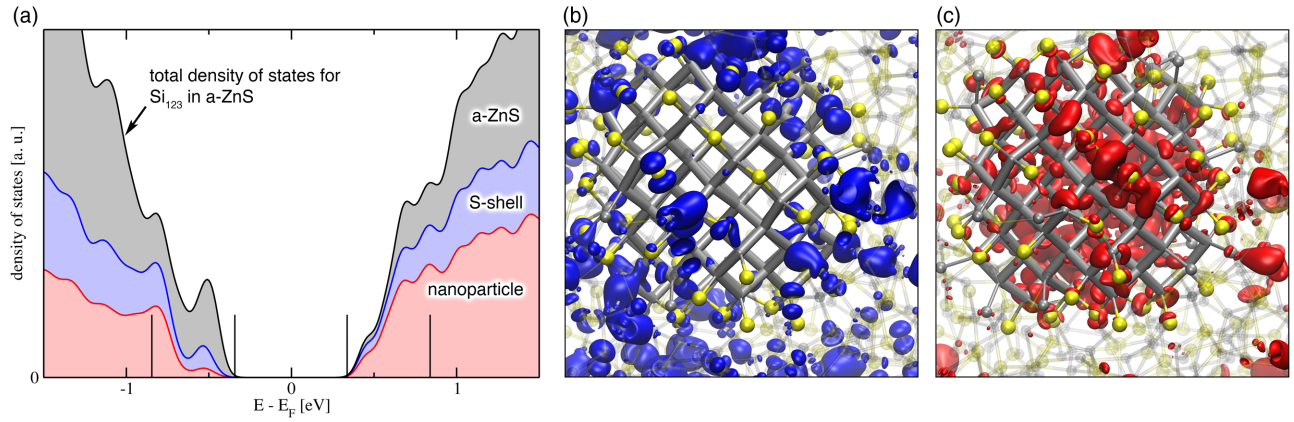 (a)
(b)
(c)
total density of states for
Si₁₂₃ in a-ZnS
a-ZnS
S-shell
nanoparticle
density of states [a. u.]
0
-1
0
1
E - E_F [eV]